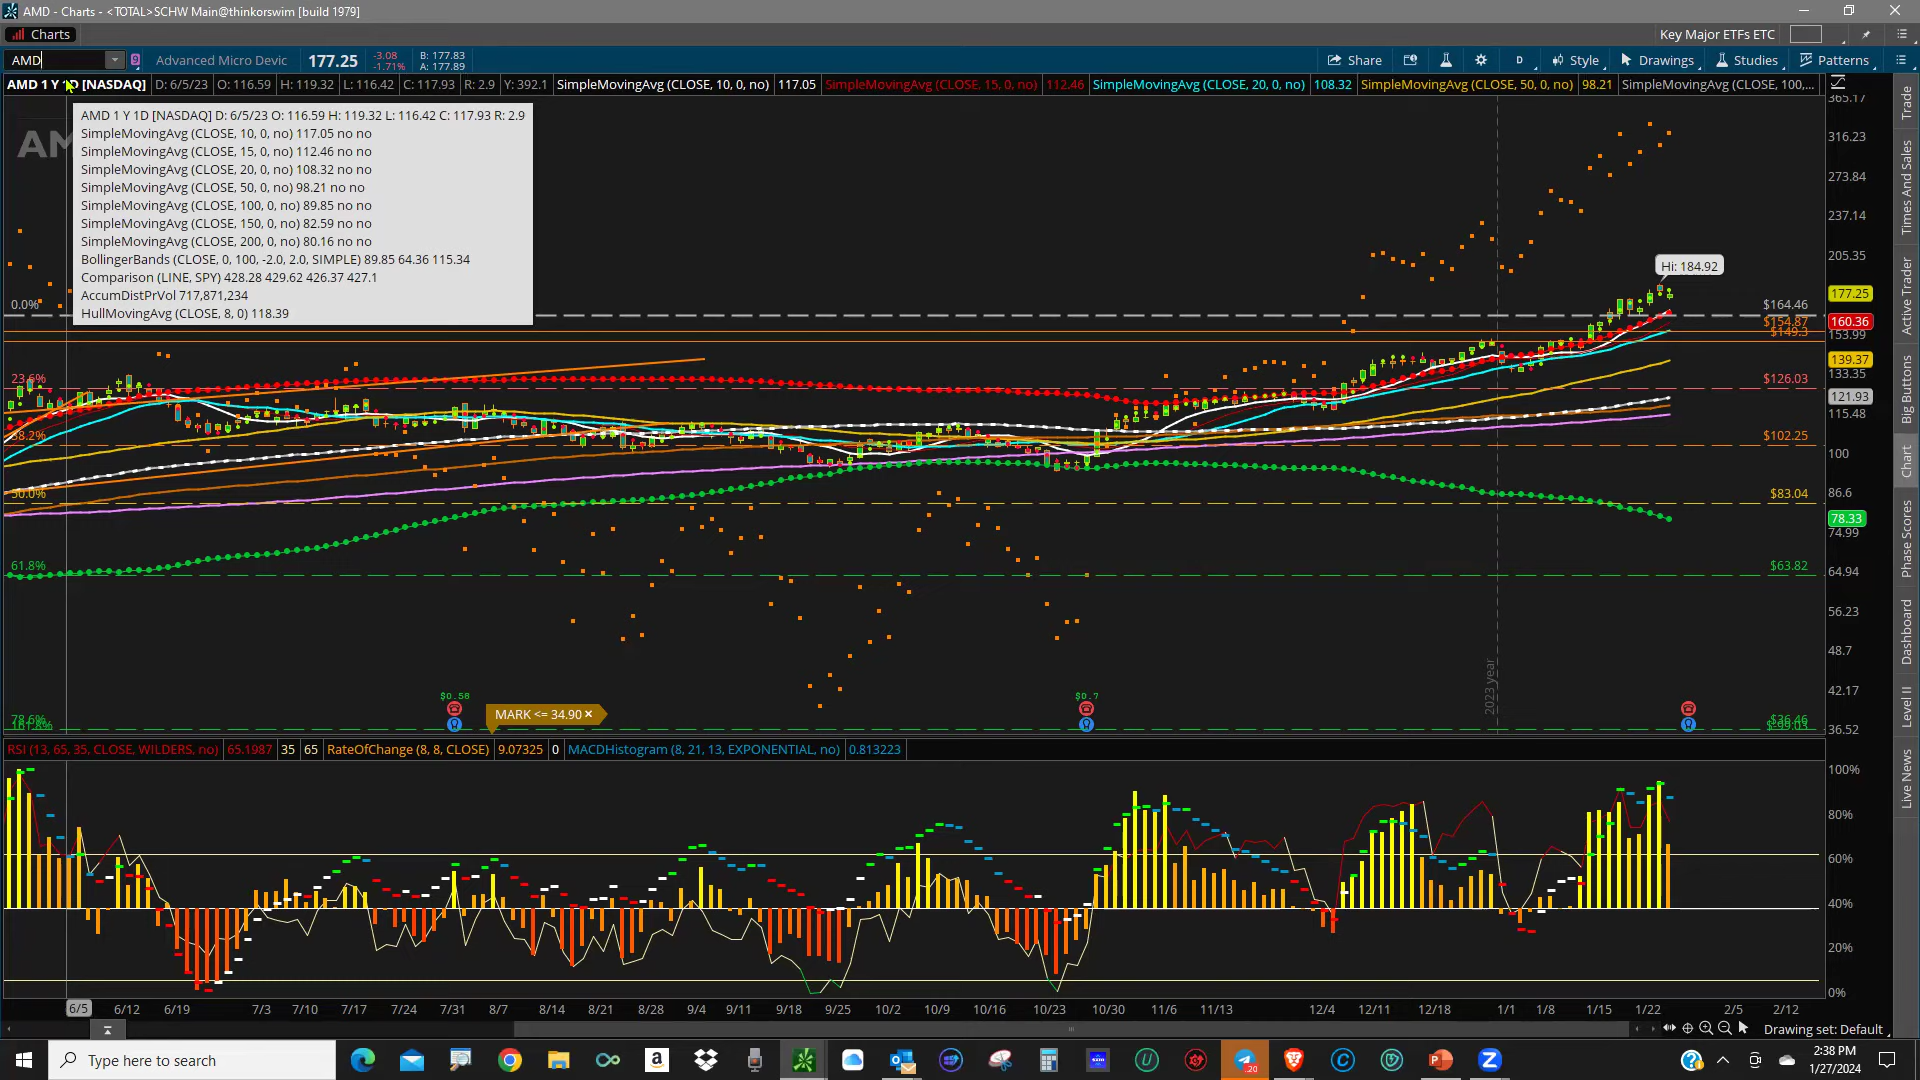 AMD - Charts - <TOTAL>SCHW Main@thinkorswim [build 1979]
Charts
Key Major ETFs ETC
AMD
9
Advanced Micro Devic
177.25
-3.08
-1.71%
B: 177.83
A: 177.89
Share
D
Style
Drawings
Studies
Patterns
AMD 1 Y 1D [NASDAQ]
D: 6/5/23
O: 116.59
H: 119.32
L: 116.42
C: 117.93
R: 2.9
Y: 392.1
SimpleMovingAvg (CLOSE, 10, 0, no)
117.05
SimpleMovingAvg (CLOSE, 15, 0, no)
112.46
SimpleMovingAvg (CLOSE, 20, 0, no)
108.32
SimpleMovingAvg (CLOSE, 50, 0, no)
98.21
SimpleMovingAvg (CLOSE, 100,...
AMD 1 Y 1D [NASDAQ] D: 6/5/23 O: 116.59 H: 119.32 L: 116.42 C: 117.93 R: 2.9
SimpleMovingAvg (CLOSE, 10, 0, no) 117.05 no no
SimpleMovingAvg (CLOSE, 15, 0, no) 112.46 no no
SimpleMovingAvg (CLOSE, 20, 0, no) 108.32 no no
SimpleMovingAvg (CLOSE, 50, 0, no) 98.21 no no
SimpleMovingAvg (CLOSE, 100, 0, no) 89.85 no no
SimpleMovingAvg (CLOSE, 150, 0, no) 82.59 no no
SimpleMovingAvg (CLOSE, 200, 0, no) 80.16 no no
BollingerBands (CLOSE, 0, 100, -2.0, 2.0, SIMPLE) 89.85 64.36 115.34
Comparison (LINE, SPY) 428.28 429.62 426.37 427.1
AccumDistPrVol 717,871,234
HullMovingAvg (CLOSE, 8, 0) 118.39
Hi: 184.92
0.0%
23.6%
38.2%
50.0%
61.8%
78.6%
$164.46
$154.87
$149.3
$126.03
$102.25
$83.04
$63.82
$36.46
365.17
316.23
273.84
237.14
205.35
177.25
160.36
153.99
139.37
133.35
121.93
115.48
100
86.6
78.33
74.99
64.94
56.23
48.7
42.17
36.52
2023 year
$0.58
$0.7
MARK <= 34.90 ×
RSI (13, 65, 35, CLOSE, WILDERS, no)
65.1987
35
65
RateOfChange (8, 8, CLOSE)
9.07325
0
MACDHistogram (8, 21, 13, EXPONENTIAL, no)
0.813223
100%
80%
60%
40%
20%
0%
6/5
6/12
6/19
7/3
7/10
7/17
7/24
7/31
8/7
8/14
8/21
8/28
9/4
9/11
9/18
9/25
10/2
10/9
10/16
10/23
10/30
11/6
11/13
12/4
12/11
12/18
1/1
1/8
1/15
1/22
2/5
2/12
Drawing set: Default
Trade
Times And Sales
Active Trader
Big Buttons
Chart
Phase Scores
Dashboard
Level II
Live News
Type here to search
20
2:38 PM
1/27/2024